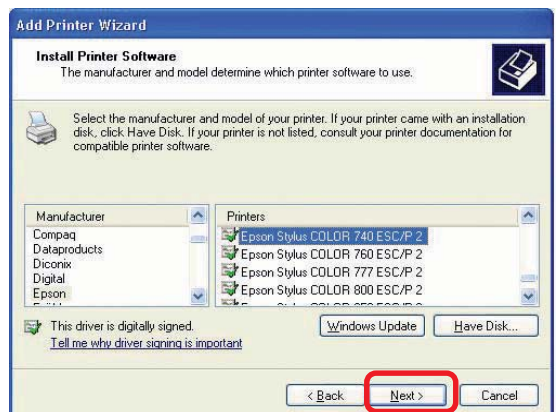 Add Printer Wizard
Install Printer Software
The manufacturer and model determine which printer software to use.
Select the manufacturer and model of your printer. If your printer came with an installation
disk, click Have Disk. If your printer is not listed, consult your printer documentation for
compatible printer software.
Manufacturer
Compaq
Dataproducts
Diconix
Digital
Epson
Printers
Epson Stylus COLOR 740 ESC/P 2
Epson Stylus COLOR 760 ESC/P 2
Epson Stylus COLOR 777 ESC/P 2
Epson Stylus COLOR 800 ESC/P 2
This driver is digitally signed.
Tell me why driver signing is important
Windows Update
Have Disk...
< Back
Next >
Cancel